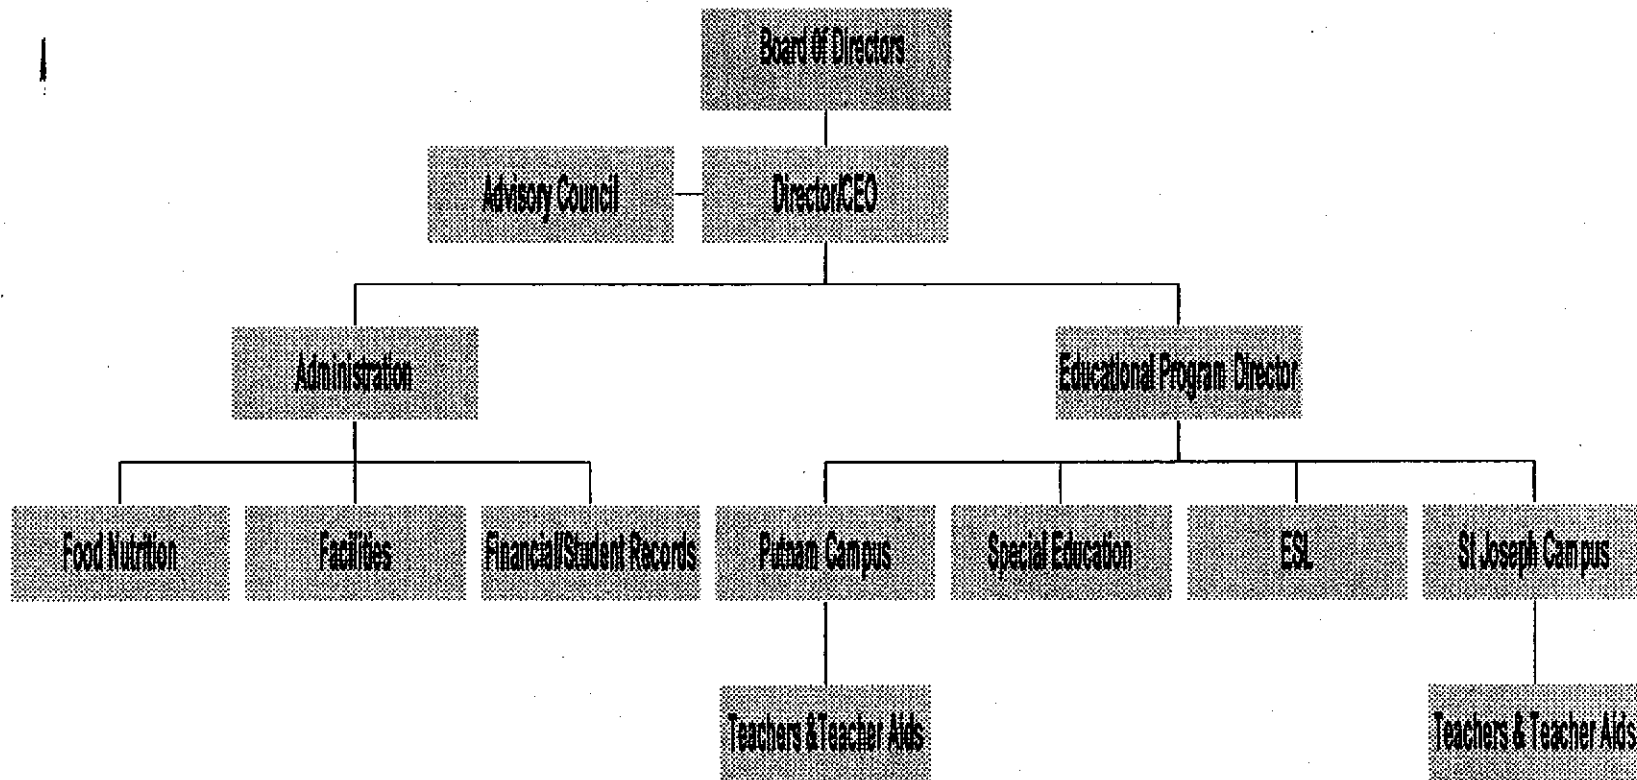 Board Of Directors
Advisory Council
Director/CEO
Administration
Educational Program Director
Food Nutrition
Facilities
Financial/Student Records
Putnam Campus
Special Education
ESL
St Joseph Campus
Teachers &Teacher Aids
Teachers & Teacher Aids